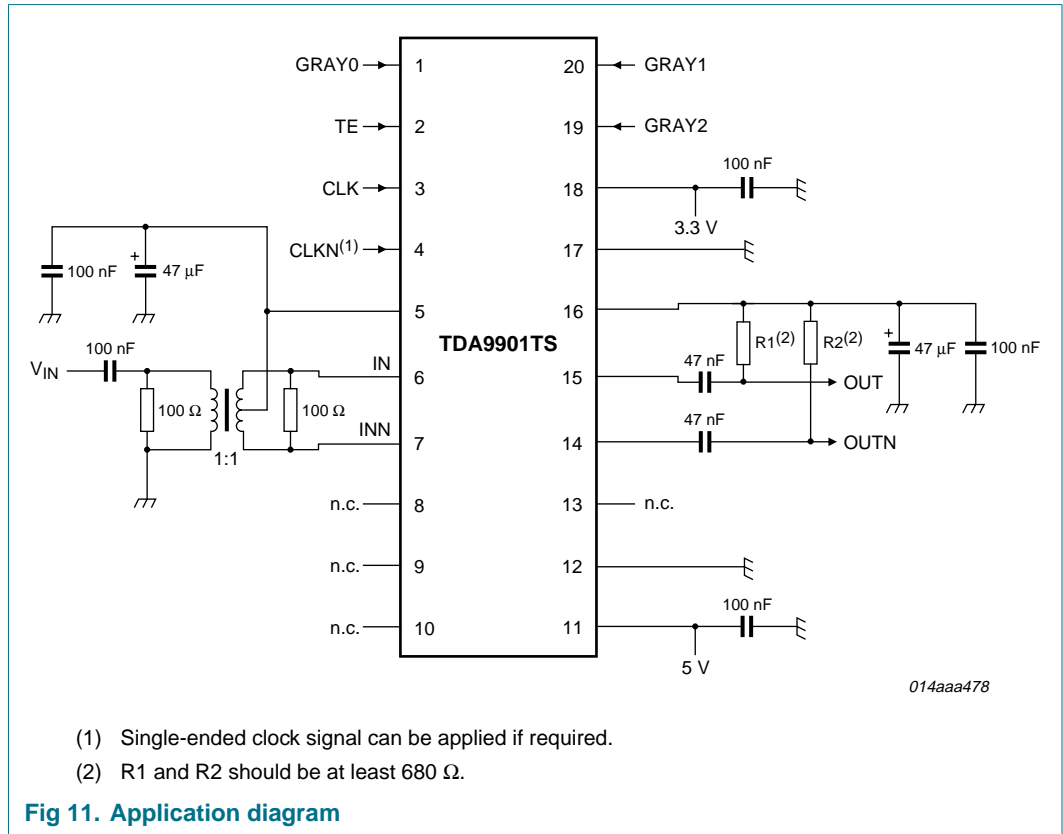 GRAY0 1 20 GRAY1
TE 2 19 GRAY2
100 nF
CLK 3 18
3.3 V
CLKN(1) 4 17
100 nF + 47 μF
5 16
TDA9901TS
R1(2) R2(2) + 47 μF 100 nF
100 nF 47 nF
VIN IN 6 15 OUT
100 Ω 100 Ω
47 nF
INN 7 14 OUTN
1:1
n.c. 8 13 n.c.
n.c. 9 12
100 nF
n.c. 10 11
5 V
014aaa478
(1) Single-ended clock signal can be applied if required.
(2) R1 and R2 should be at least 680 Ω.
Fig 11. Application diagram